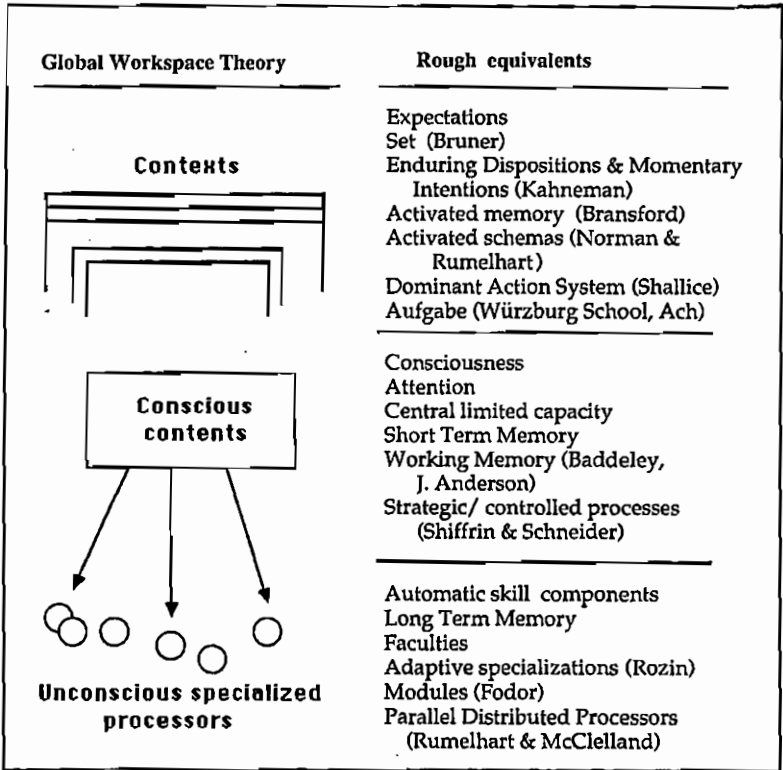 Global Workspace Theory
Rough equivalents
Contexts
Expectations
Set (Bruner)
Enduring Dispositions & Momentary
Intentions (Kahneman)
Activated memory (Bransford)
Activated schemas (Norman &
Rumelhart)
Dominant Action System (Shallice)
Aufgabe (Würzburg School, Ach)
Conscious
contents
Consciousness
Attention
Central limited capacity
Short Term Memory
Working Memory (Baddeley,
J. Anderson)
Strategic/ controlled processes
(Shiffrin & Schneider)
Unconscious specialized
processors
Automatic skill components
Long Term Memory
Faculties
Adaptive specializations (Rozin)
Modules (Fodor)
Parallel Distributed Processors
(Rumelhart & McClelland)